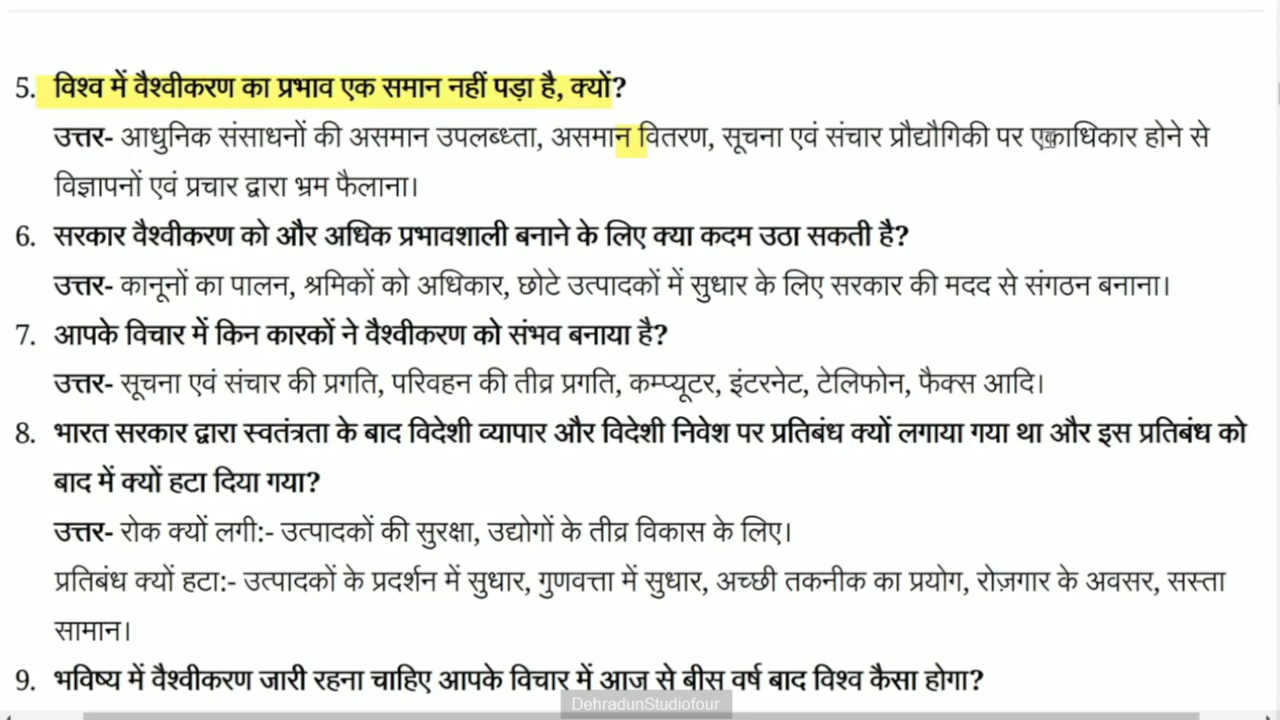 5. विश्व में वैश्वीकरण का प्रभाव एक समान नहीं पड़ा है, क्यों?
उत्तर- आधुनिक संसाधनों की असमान उपलब्ध्ता, असमान वितरण, सूचना एवं संचार प्रौद्यौगिकी पर एकाधिकार होने से
विज्ञापनों एवं प्रचार द्वारा भ्रम फैलाना।
6. सरकार वैश्वीकरण को और अधिक प्रभावशाली बनाने के लिए क्या कदम उठा सकती है?
उत्तर- कानूनों का पालन, श्रमिकों को अधिकार, छोटे उत्पादकों में सुधार के लिए सरकार की मदद से संगठन बनाना।
7. आपके विचार में किन कारकों ने वैश्वीकरण को संभव बनाया है?
उत्तर- सूचना एवं संचार की प्रगति, परिवहन की तीव्र प्रगति, कम्प्यूटर, इंटरनेट, टेलिफोन, फैक्स आदि।
8. भारत सरकार द्वारा स्वतंत्रता के बाद विदेशी व्यापार और विदेशी निवेश पर प्रतिबंध क्यों लगाया गया था और इस प्रतिबंध को
बाद में क्यों हटा दिया गया?
उत्तर- रोक क्यों लगी:- उत्पादकों की सुरक्षा, उद्योगों के तीव्र विकास के लिए।
प्रतिबंध क्यों हटा:- उत्पादकों के प्रदर्शन में सुधार, गुणवत्ता में सुधार, अच्छी तकनीक का प्रयोग, रोज़गार के अवसर, सस्ता
सामान।
9. भविष्य में वैश्वीकरण जारी रहना चाहिए आपके विचार में आज से बीस वर्ष बाद विश्व कैसा होगा?
DehradunStudiofour